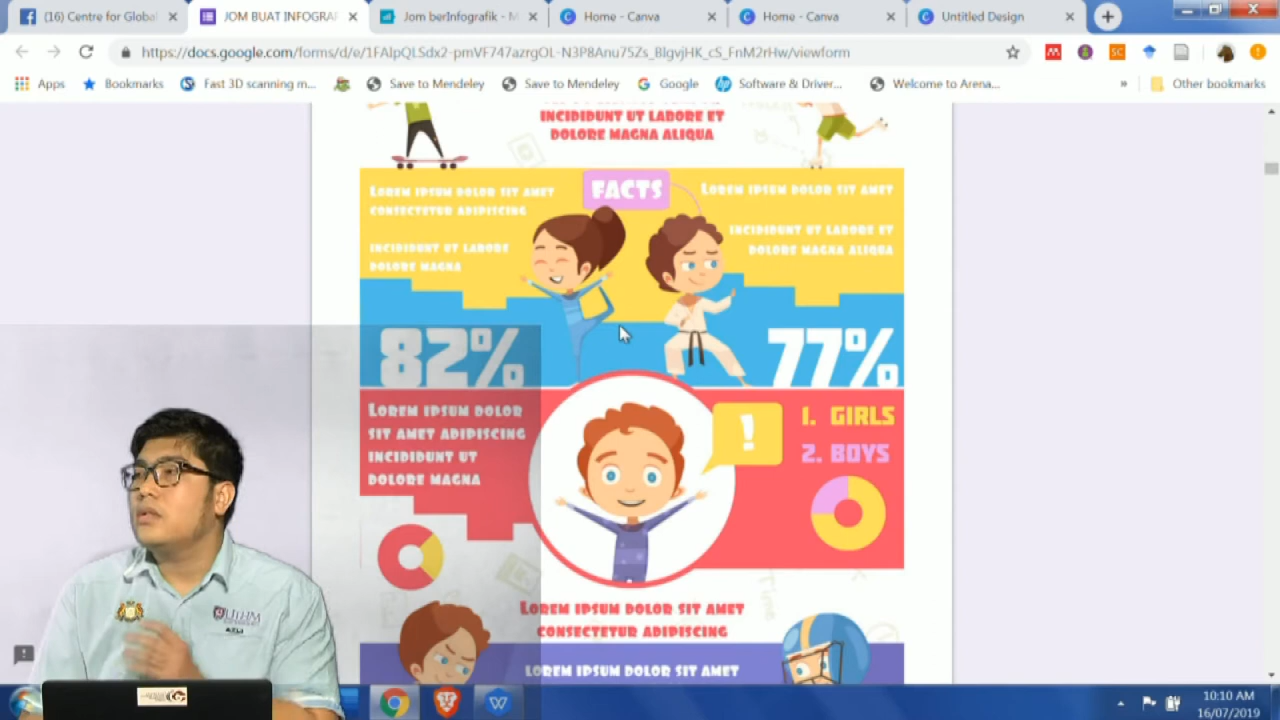 (16) Centre for Global
JOM BUAT INFOGRAF
Jom berInfografik - M
Home - Canva
Home - Canva
Untitled Design
https://docs.google.com/forms/d/e/1FAIpQLSdx2-pmVF747azrgOL-N3P8Anu7SZs_BlgvjHK_cS_FnM2rHw/viewform
Apps
Bookmarks
Fast 3D scanning m...
Save to Mendeley
Save to Mendeley
Google
Software & Driver...
Welcome to Arena...
»
Other bookmarks
INCIDIDUNT UT LABORE ET
DOLORE MAGNA ALIQUA
FACTS
LOREM IPSUM DOLOR SIT AMET
CONSECTETUR ADIPISCING
INCIDIDUNT UT LABORE
DOLORE MAGNA
LOREM IPSUM DOLOR SIT AMET
INCIDIDUNT UT LABORE ET
DOLORE MAGNA ALIQUA
82%
77%
LOREM IPSUM DOLOR
SIT AMET ADIPISCING
INCIDIDUNT UT
DOLORE MAGNA
!
1. GIRLS
2. BOYS
LOREM IPSUM DOLOR SIT AMET
CONSECTETUR ADIPISCING
LOREM IPSUM DOLOR SIT AMET
UTHM
10:10 AM
16/07/2019